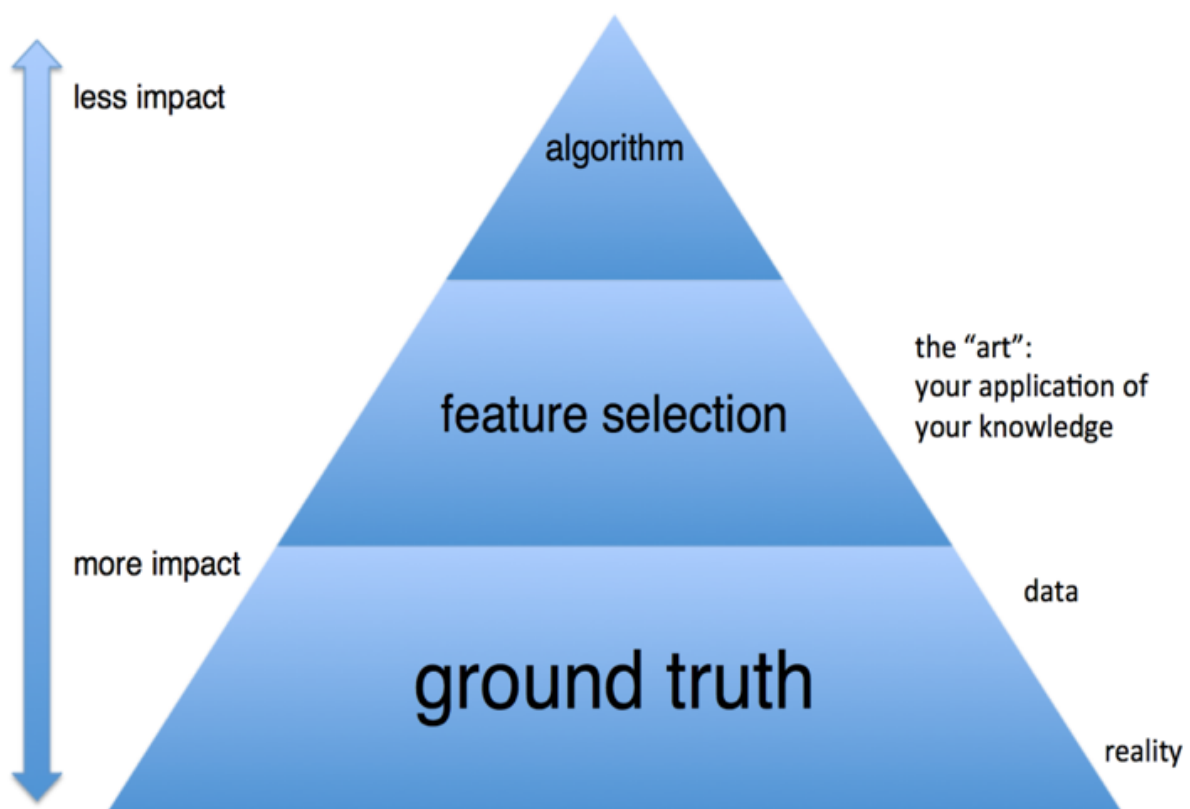 less impact
algorithm
the “art”:
your application of
your knowledge
feature selection
more impact
data
ground truth
reality